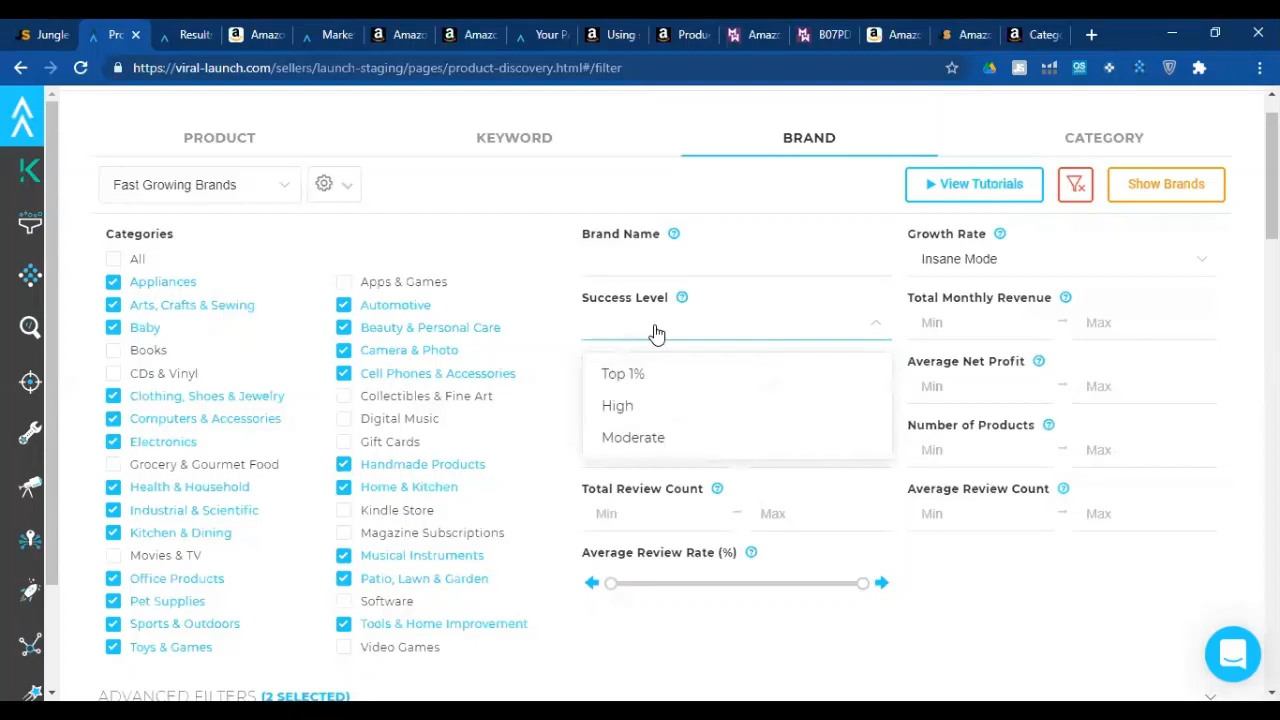 Jungle
Pro
Results
Amazo
Marke
Amazo
Amazo
Your P
Using
Produ
Amazo
B07PD
Amazo
Amazo
Categ
https://viral-launch.com/sellers/launch-staging/pages/product-discovery.html#/filter
PRODUCT
KEYWORD
BRAND
CATEGORY
Fast Growing Brands
View Tutorials
Show Brands
Categories
All
Appliances
Apps & Games
Arts, Crafts & Sewing
Automotive
Baby
Beauty & Personal Care
Books
Camera & Photo
CDs & Vinyl
Cell Phones & Accessories
Clothing, Shoes & Jewelry
Collectibles & Fine Art
Computers & Accessories
Digital Music
Electronics
Gift Cards
Grocery & Gourmet Food
Handmade Products
Health & Household
Home & Kitchen
Industrial & Scientific
Kindle Store
Kitchen & Dining
Magazine Subscriptions
Movies & TV
Musical Instruments
Office Products
Patio, Lawn & Garden
Pet Supplies
Software
Sports & Outdoors
Tools & Home Improvement
Toys & Games
Video Games
Brand Name
Success Level
Top 1%
High
Moderate
Total Review Count
Min
Max
Average Review Rate (%)
Growth Rate
Insane Mode
Total Monthly Revenue
Min
Max
Average Net Profit
Min
Max
Number of Products
Min
Max
Average Review Count
Min
Max
ADVANCED FILTERS (2 SELECTED)